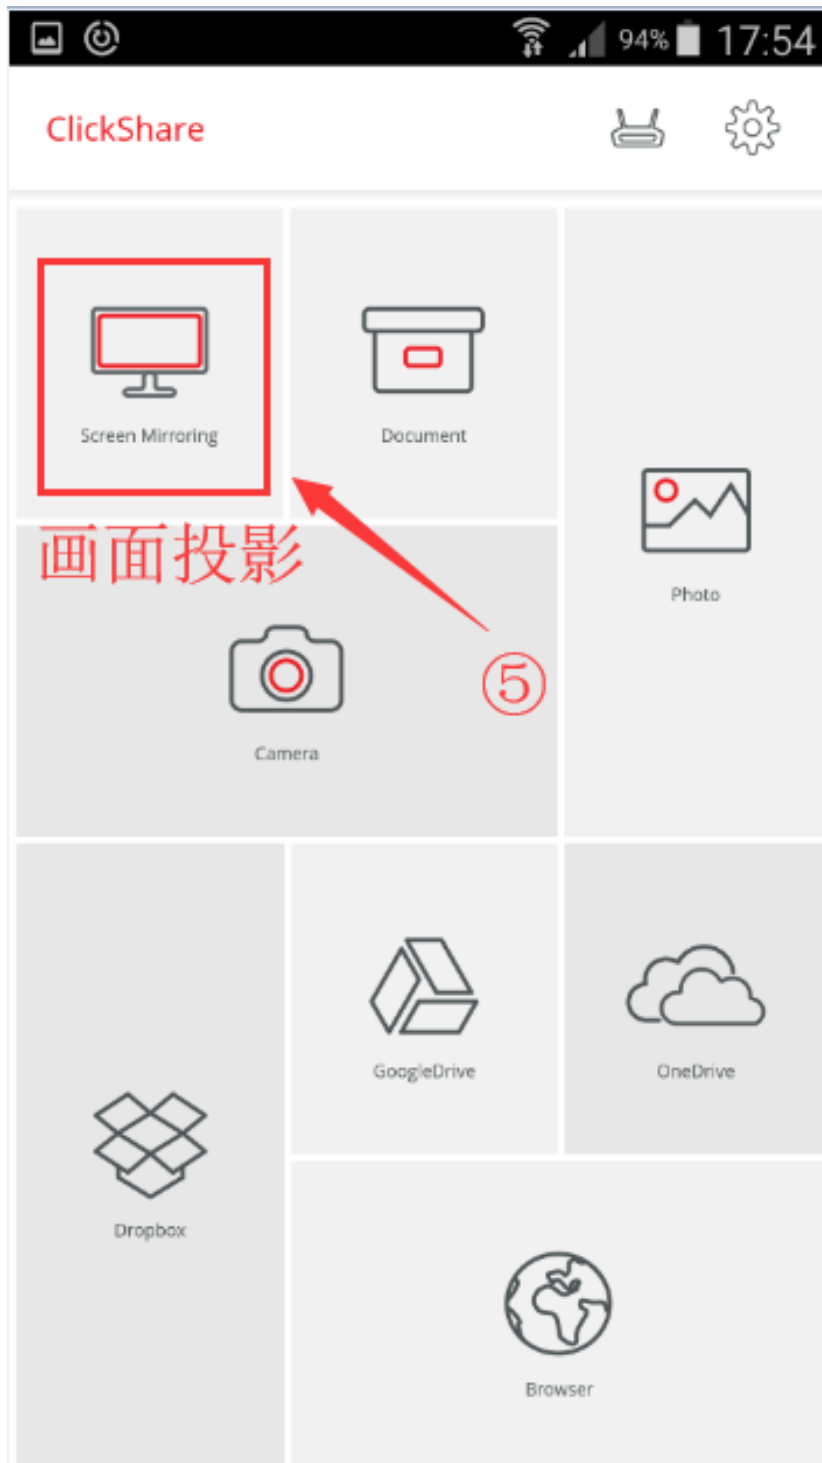 94% 17:54
ClickShare
Screen Mirroring
Document
画面投影
Photo
⑤
Camera
GoogleDrive
OneDrive
Dropbox
Browser